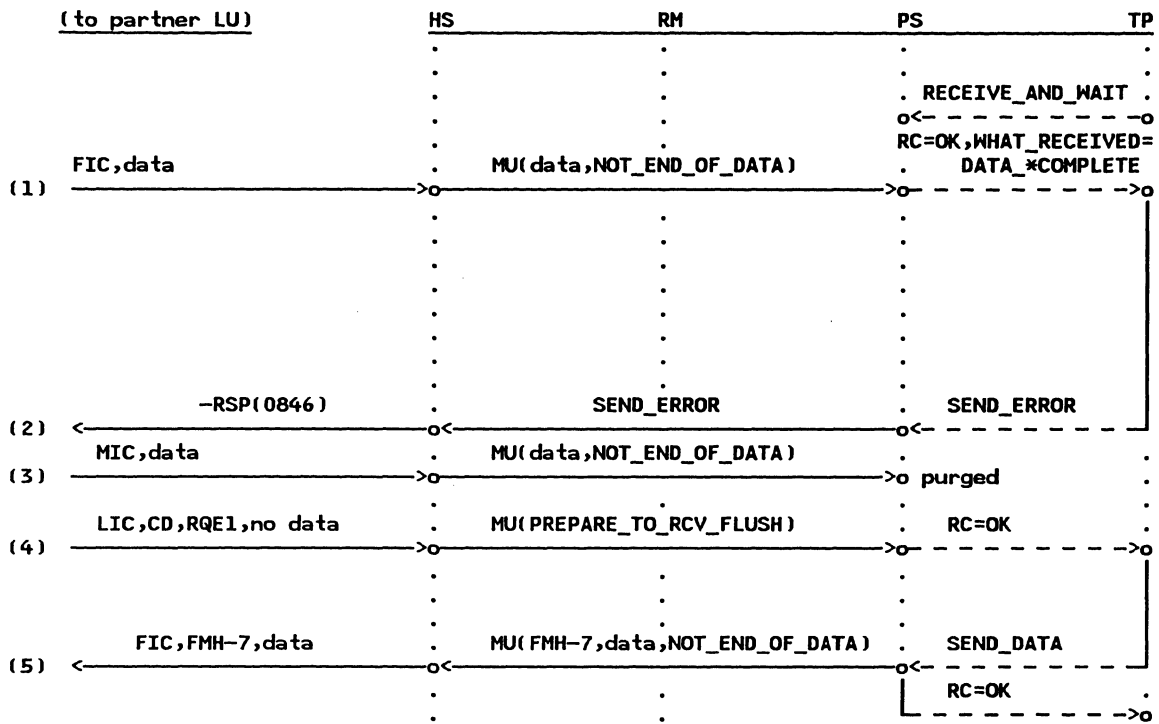 (to partner LU) HS RM PS TP
RECEIVE_AND_WAIT
RC=OK,WHAT_RECEIVED=
FIC,data MU(data,NOT_END_OF_DATA) DATA_*COMPLETE
(1)
-RSP(0846) SEND_ERROR SEND_ERROR
(2)
MIC,data MU(data,NOT_END_OF_DATA)
(3) purged
LIC,CD,RQE1,no data MU(PREPARE_TO_RCV_FLUSH) RC=OK
(4)
FIC,FMH-7,data MU(FMH-7,data,NOT_END_OF_DATA) SEND_DATA
(5)
RC=OK